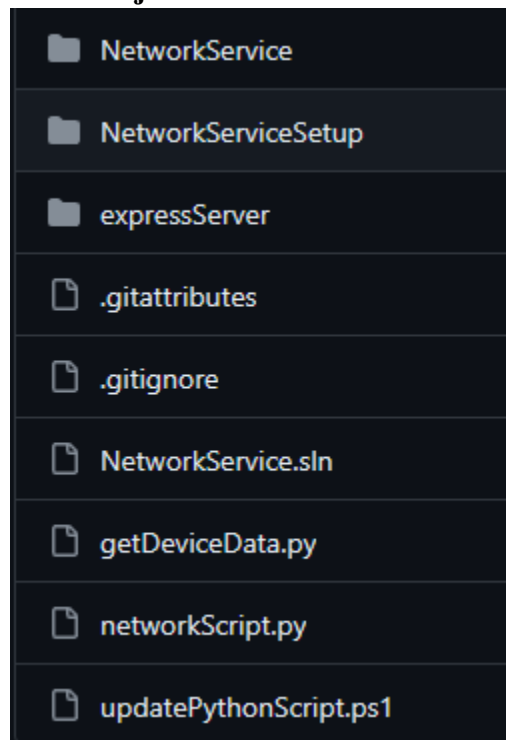 NetworkService
NetworkServiceSetup
expressServer
.gitattributes
.gitignore
NetworkService.sln
getDeviceData.py
networkScript.py
updatePythonScript.ps1